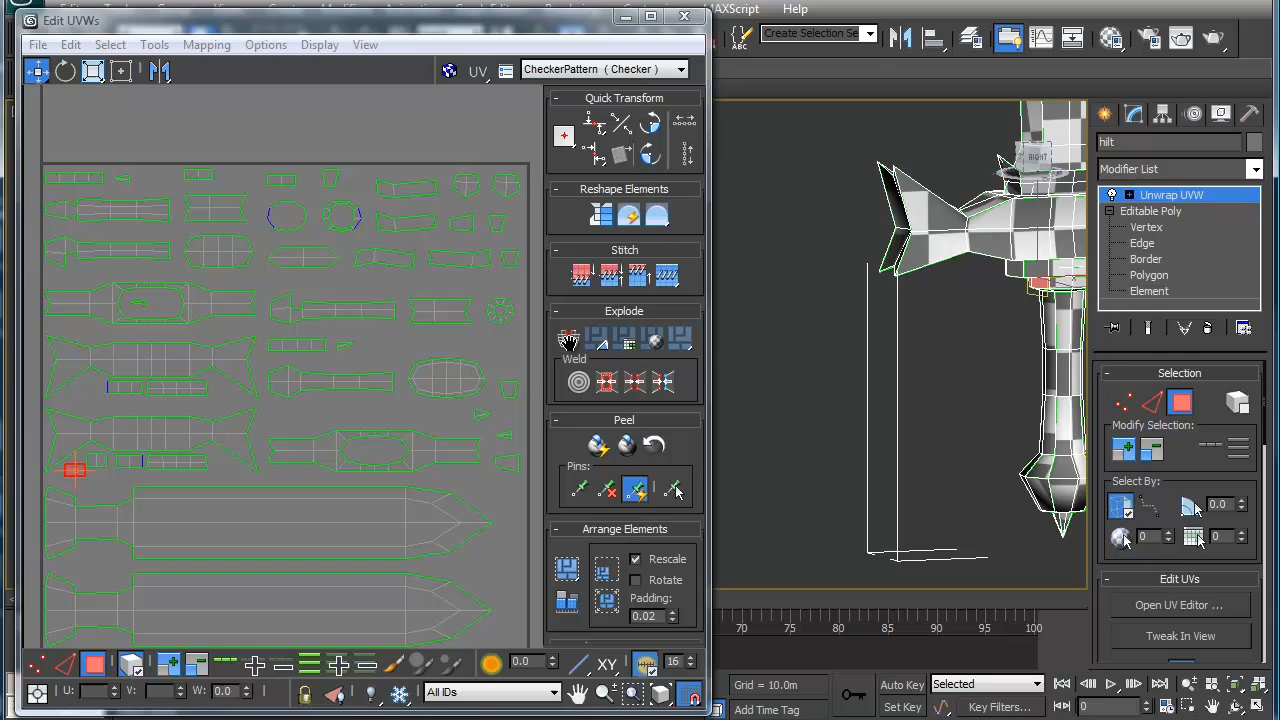 Edit UVWs
MAXScript
Help
File Edit Select Tools Mapping Options Display View
Create Selection Se
UV
CheckerPattern ( Checker )
Quick Transform
Reshape Elements
Stitch
Explode
Weld
Peel
Pins:
Arrange Elements
Rescale
Rotate
Padding:
0.02
RIGHT
hilt
Modifier List
Unwrap UVW
Editable Poly
Vertex
Edge
Border
Polygon
Element
Selection
Modify Selection:
Select By:
0.0
0
0
Edit UVs
Open UV Editor ...
Tweak In View
70 75 80 85 90 95 100
0.0
XY
16
U:
V:
W: 0.0
All IDs
Grid = 10.0m
Add Time Tag
Auto Key
Selected
Set Key
Key Filters...
0